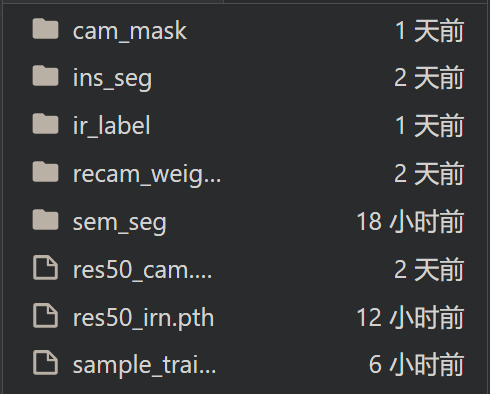 cam_mask 1 天前
ins_seg 2 天前
ir_label 1 天前
recam_weig... 2 天前
sem_seg 18 小时前
res50_cam.... 2 天前
res50_irn.pth 12 小时前
sample_trai... 6 小时前